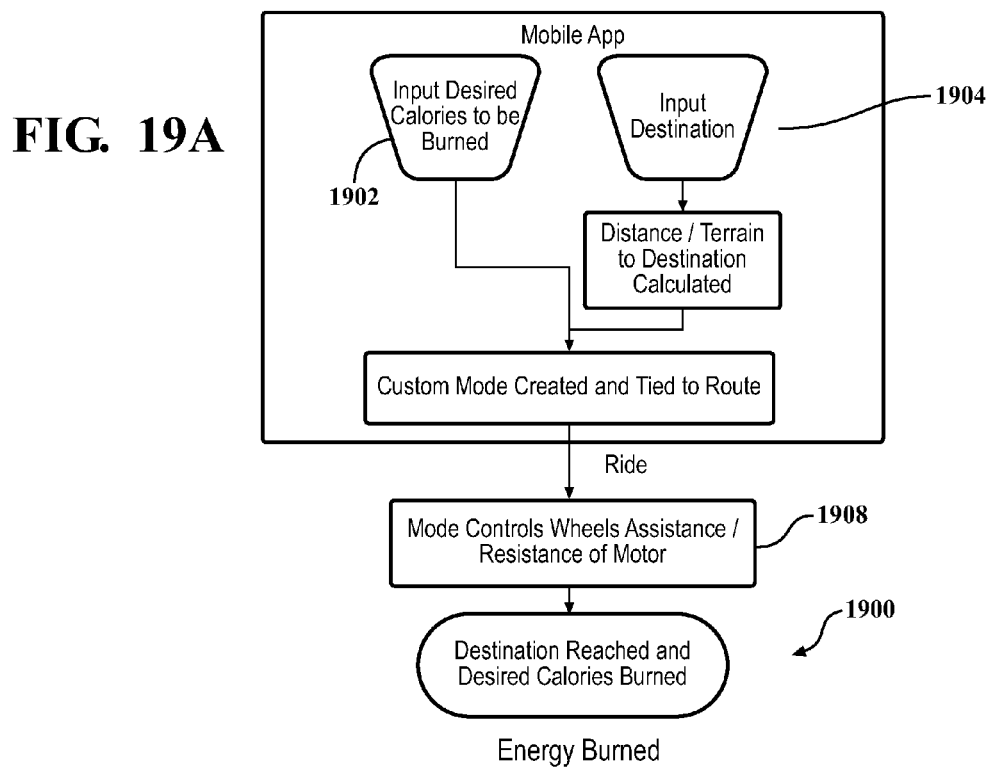 FIG. 19A
Mobile App
Input Desired
Calories to be
Burned
1902
Input
Destination
1904
Distance / Terrain
to Destination
Calculated
Custom Mode Created and Tied to Route
Ride
Mode Controls Wheels Assistance /
Resistance of Motor
1908
Destination Reached and
Desired Calories Burned
1900
Energy Burned